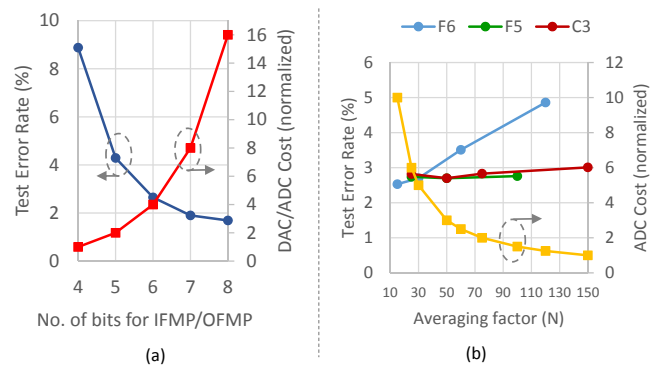 10
8
6
4
2
0
Test Error Rate (%)
16
14
12
10
8
6
4
2
0
DAC/ADC Cost (normalized)
4 5 6 7 8
No. of bits for IFMP/OFMP
(a)
F6 F5 C3
6
5
4
3
2
1
0
Test Error Rate (%)
12
10
8
6
4
2
0
ADC Cost (normalized)
10 30 50 70 90 110 130 150
Averaging factor (N)
(b)